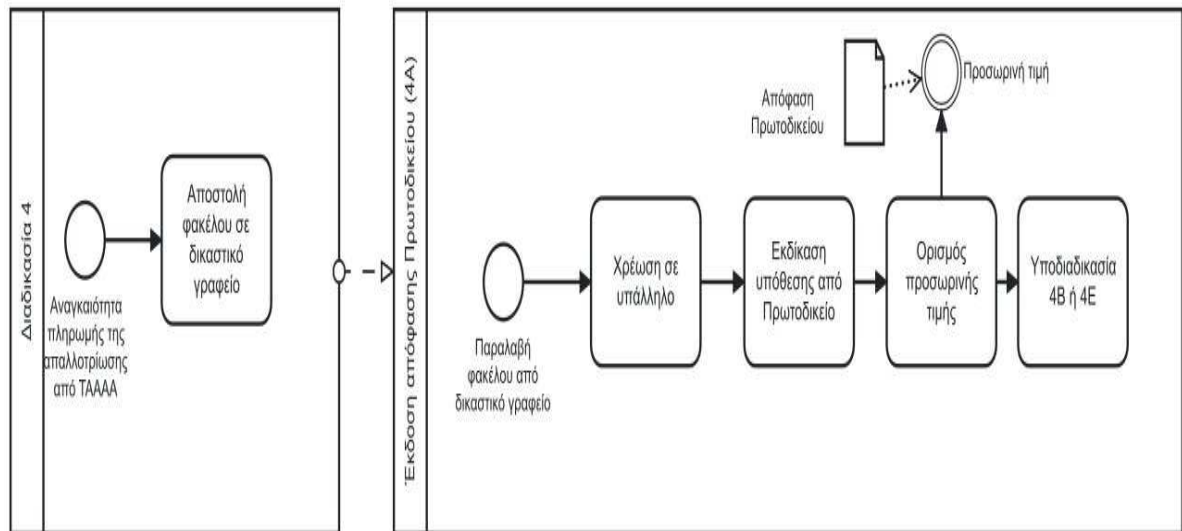 Διαδικασία 4
Αναγκαιότητα
πληρωμής της
απαλλοτρίωσης
από ΤΑΑΑΑ
Αποστολή
φακέλου σε
δικαστικό
γραφείο
Έκδοση απόφασης Πρωτοδικείου (4Α)
Παραλαβή
φακέλου από
δικαστικό γραφείο
Χρέωση σε
υπάλληλο
Εκδίκαση
υπόθεσης από
Πρωτοδικείο
Ορισμός
προσωρινής
τιμής
Απόφαση
Πρωτοδικείου
Προσωρινή τιμή
Υποδιαδικασία
4Β ή 4Ε